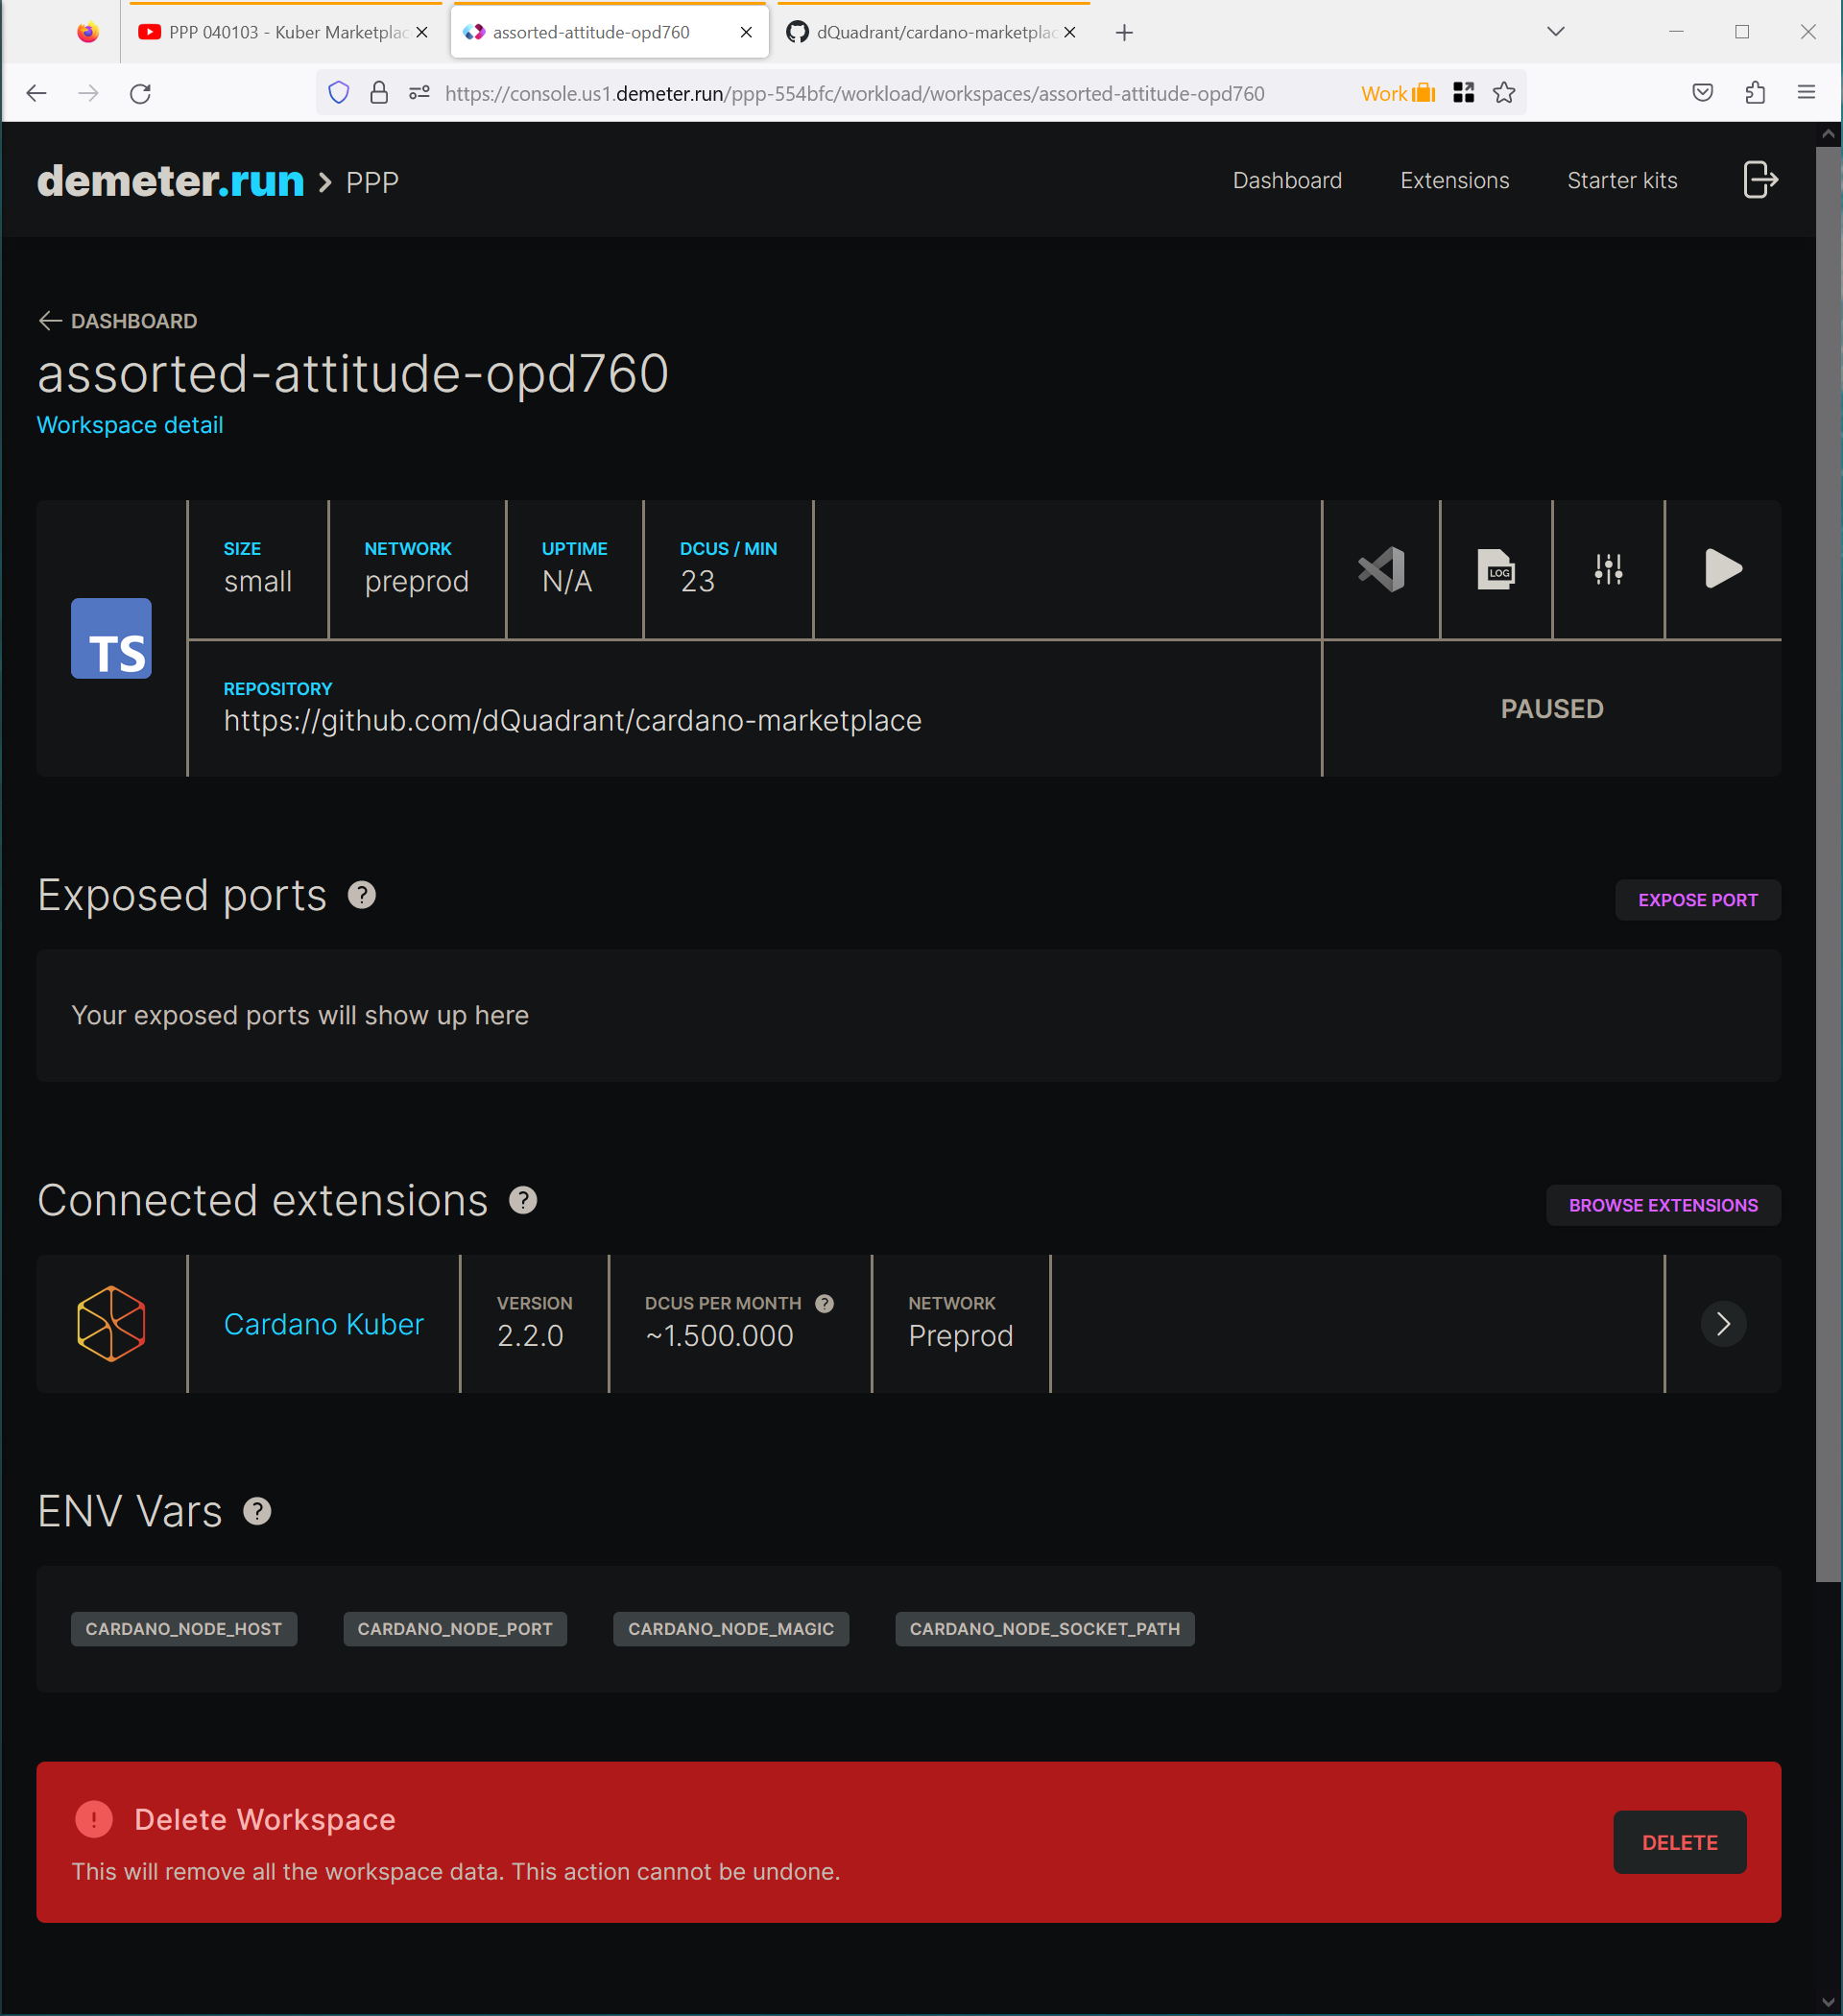 PPP 040103 - Kuber Marketplac
assorted-attitude-opd760
dQuadrant/cardano-marketplac
https://console.us1.demeter.run/ppp-554bfc/workload/workspaces/assorted-attitude-opd760
Work
demeter.run > PPP
Dashboard
Extensions
Starter kits
DASHBOARD
assorted-attitude-opd760
Workspace detail
TS
SIZE
small
NETWORK
preprod
UPTIME
N/A
DCUS / MIN
23
LOG
REPOSITORY
https://github.com/dQuadrant/cardano-marketplace
PAUSED
Exposed ports ?
EXPOSE PORT
Your exposed ports will show up here
Connected extensions ?
BROWSE EXTENSIONS
Cardano Kuber
VERSION
2.2.0
DCUS PER MONTH ?
~1.500.000
NETWORK
Preprod
ENV Vars ?
CARDANO_NODE_HOST
CARDANO_NODE_PORT
CARDANO_NODE_MAGIC
CARDANO_NODE_SOCKET_PATH
! Delete Workspace
This will remove all the workspace data. This action cannot be undone.
DELETE